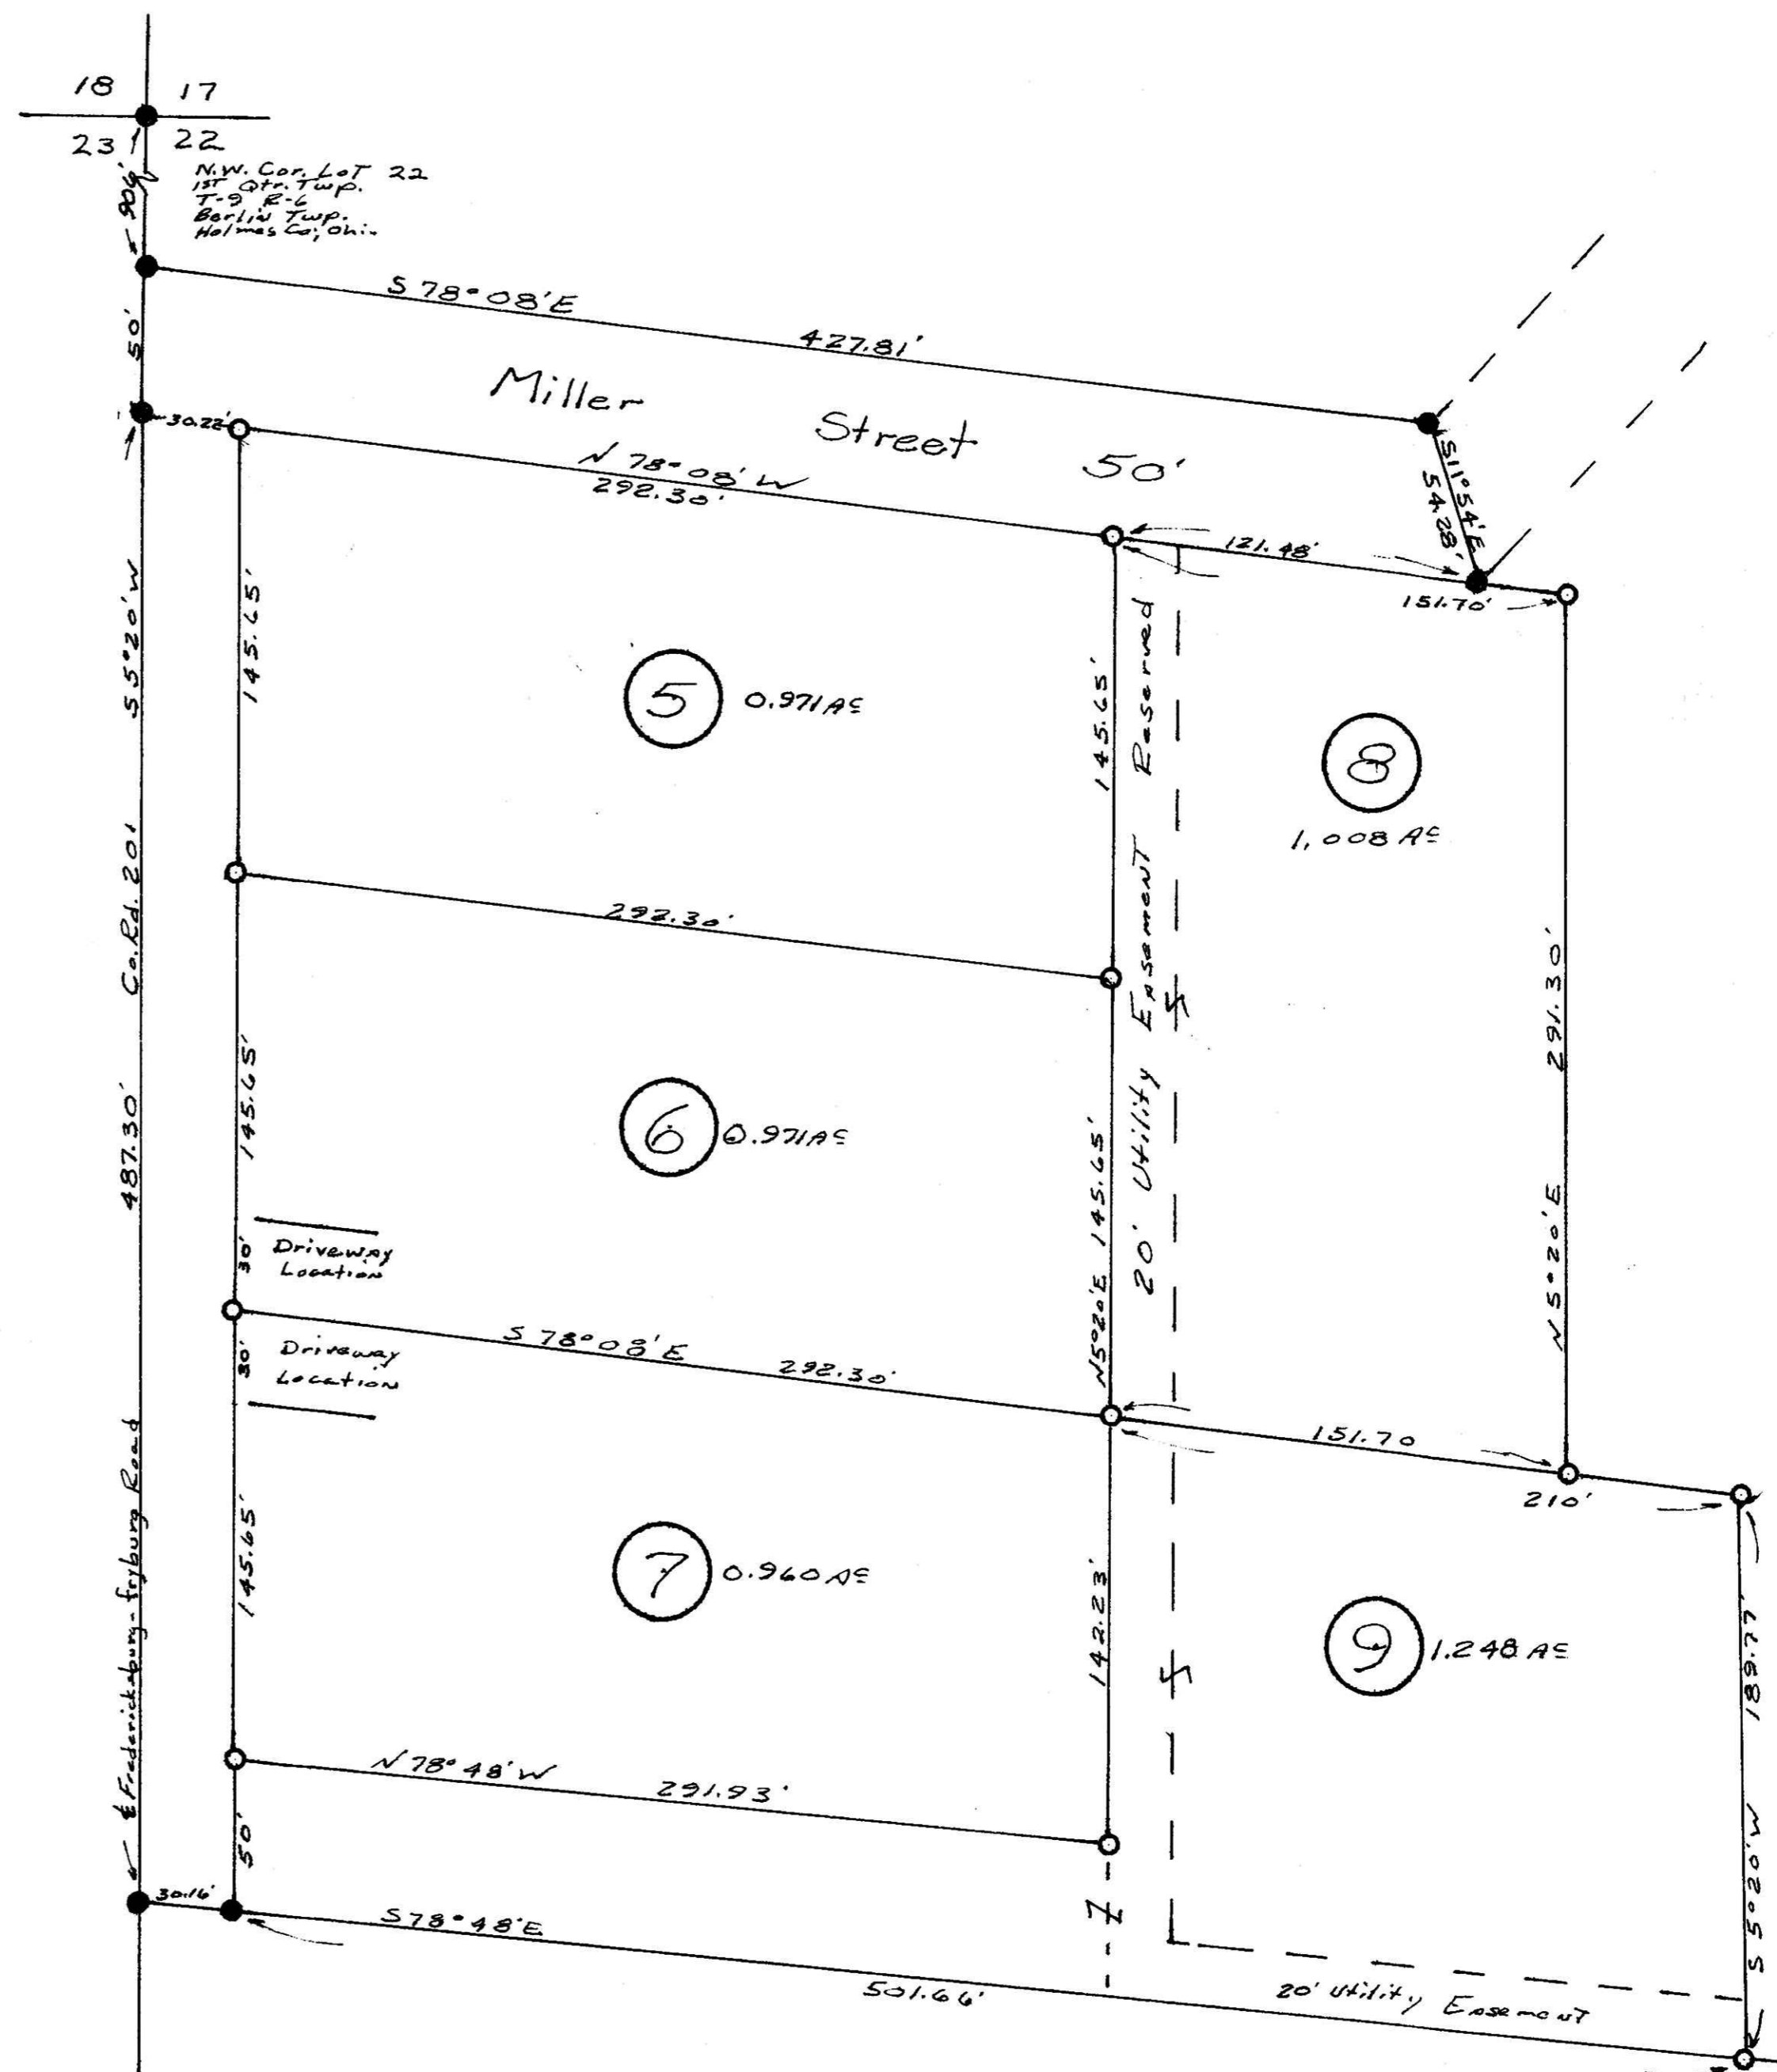 18 17
23 22
N.W. Cor. Lot 22
1ST Qtr. Twp.
T-9 R-6
Berlin Twp.
Holmes Co., Ohio
906'
S 78°08'E
427.81'
50'
Miller Street 50'
30.22'
N 78°08'W
292.30'
S11°54'E
54.28'
121.48'
151.70'
S5°20'W
145.65'
5 0.971 Ac
145.65'
20' Utility Easement Reserved
8
1.008 Ac
Co. Rd. 201
292.30'
291.30'
N5°20'E
487.30'
145.65'
6 0.971 Ac
N5°20'E 145.65'
30' Driveway
Location
S 78°08'E 292.30'
30' Driveway
Location
151.70
210'
℄ Fredericksburg-Fryburg Road
145.65'
7 0.960 Ac
142.23'
9 1.248 Ac
189.77'
S 5°20'W
N 78°48'W 291.93'
50'
30.16'
S78°48'E
501.66'
20' Utility Easement